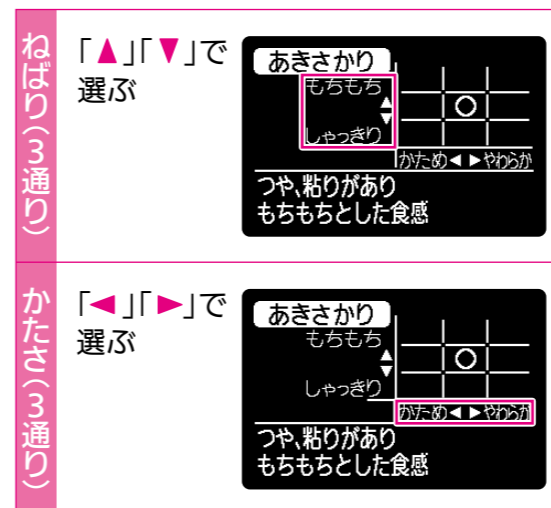 ねばり（3通り）
「▲」「▼」で
選ぶ
あきさかり
もちもち
しゃっきり
かため◀ ▶やわらか
つや、粘りがあり
もちもちとした食感
かたさ（3通り）
「◀」「▶」で
選ぶ
あきさかり
もちもち
しゃっきり
かため◀ ▶やわらか
つや、粘りがあり
もちもちとした食感